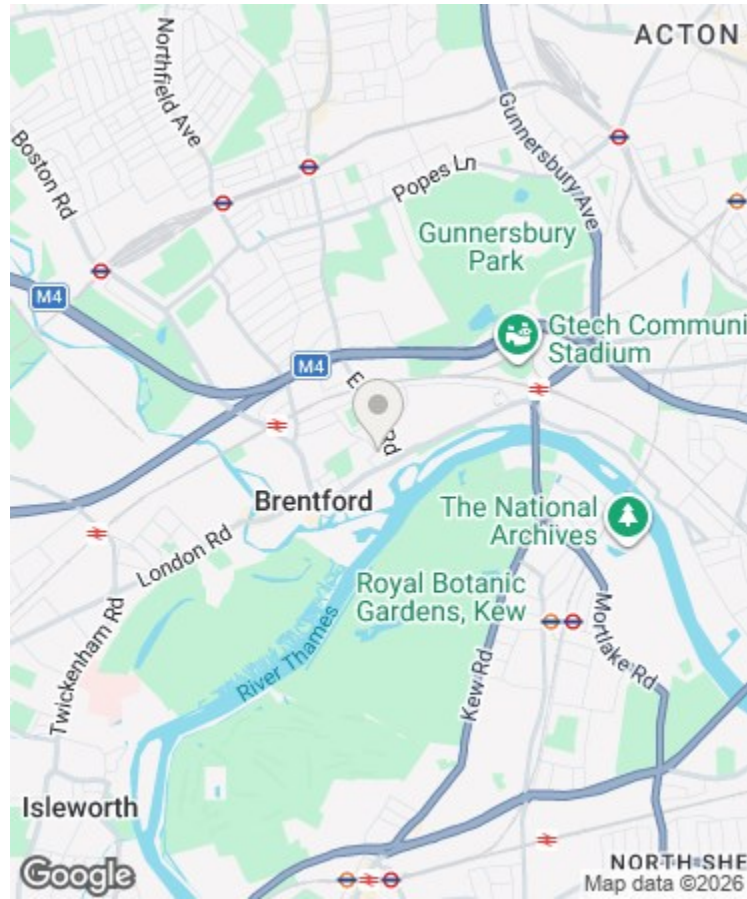 ACTON
Northfield Ave
Boston Rd
Popes Ln
Gunnersbury Ave
Gunnersbury
Park
M4
Gtech Communi
Stadium
M4
E
Rd
Brentford
The National
Archives
London Rd
Royal Botanic
Gardens, Kew
Mortlake Rd
Twickenham Rd
River Thames
Kew Rd
Isleworth
NORTH SHE
Google
Map data ©2026